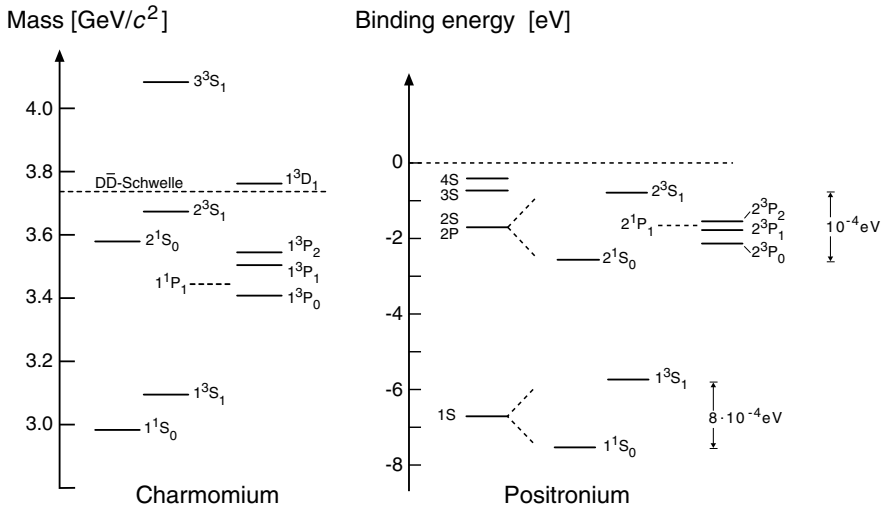 Mass [GeV/c²]
4.0
3.8
3.6
3.4
3.2
3.0
3³S₁
DD̄-Schwelle
1³D₁
2³S₁
2¹S₀
1³P₂
1³P₁
1¹P₁
1³P₀
1³S₁
1¹S₀
Charmomium
Binding energy [eV]
0
-2
-4
-6
-8
4S
3S
2S
2P
2³S₁
2¹P₁
2³P₂
2³P₁
2³P₀
2¹S₀
10⁻⁴eV
1S
1³S₁
1¹S₀
8·10⁻⁴eV
Positronium